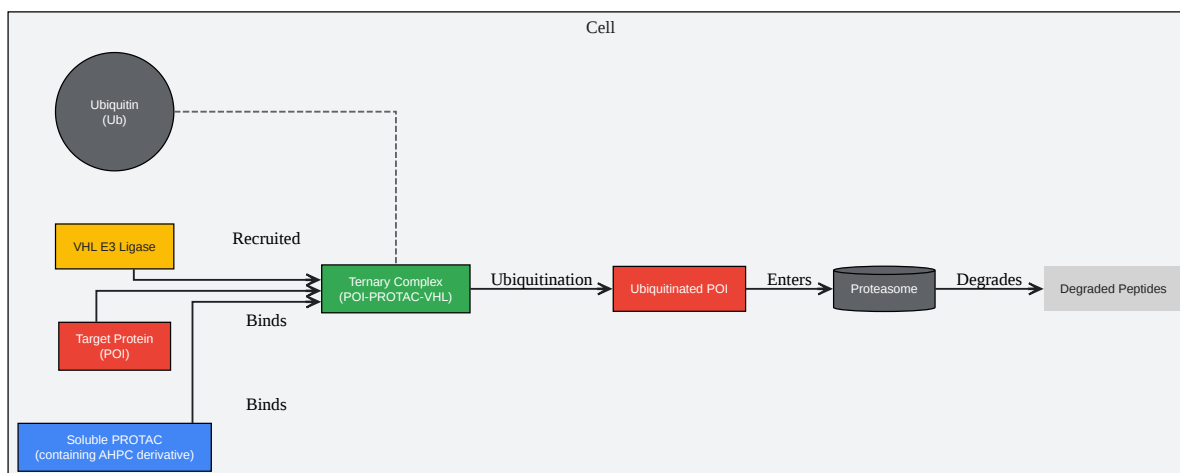 Cell
Ubiquitin
(Ub)
VHL E3 Ligase
Recruited
Ternary Complex
(POI-PROTAC-VHL)
Ubiquitination
Ubiquitinated POI
Enters
Proteasome
Degrades
Degraded Peptides
Binds
Target Protein
(POI)
Binds
Soluble PROTAC
(containing AHPC derivative)